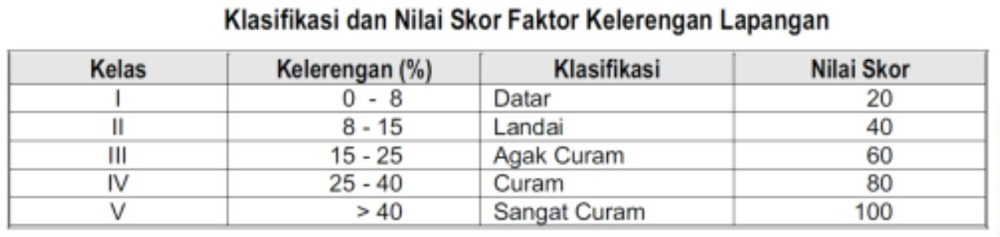 Klasifikasi dan Nilai Skor Faktor Kelerengan Lapangan
Kelas Kelerengan (%) Klasifikasi Nilai Skor
I 0 - 8 Datar 20
II 8 - 15 Landai 40
III 15 - 25 Agak Curam 60
IV 25 - 40 Curam 80
V > 40 Sangat Curam 100